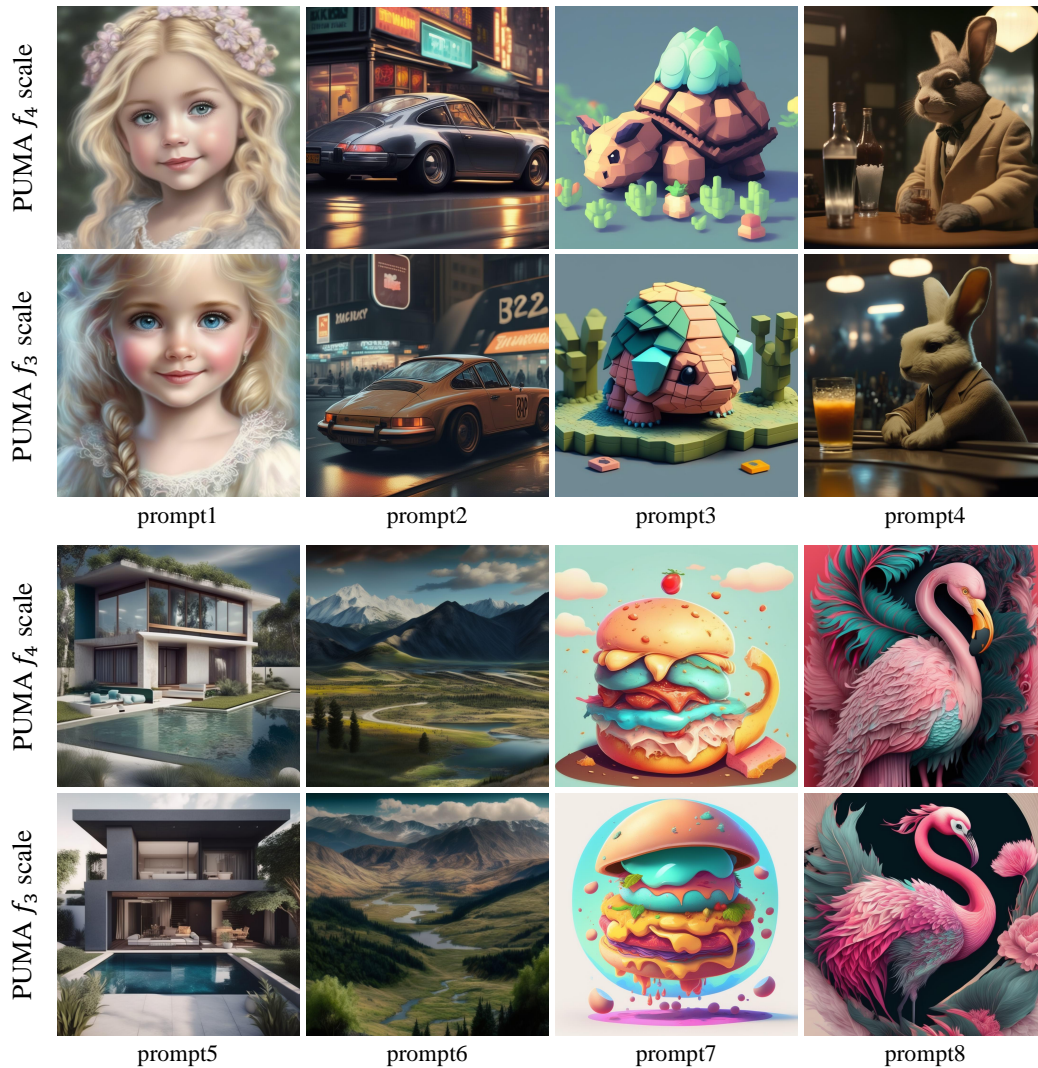 PUMA f₄ scale
PUMA f₃ scale
B22
prompt1 prompt2 prompt3 prompt4
PUMA f₄ scale
PUMA f₃ scale
prompt5 prompt6 prompt7 prompt8